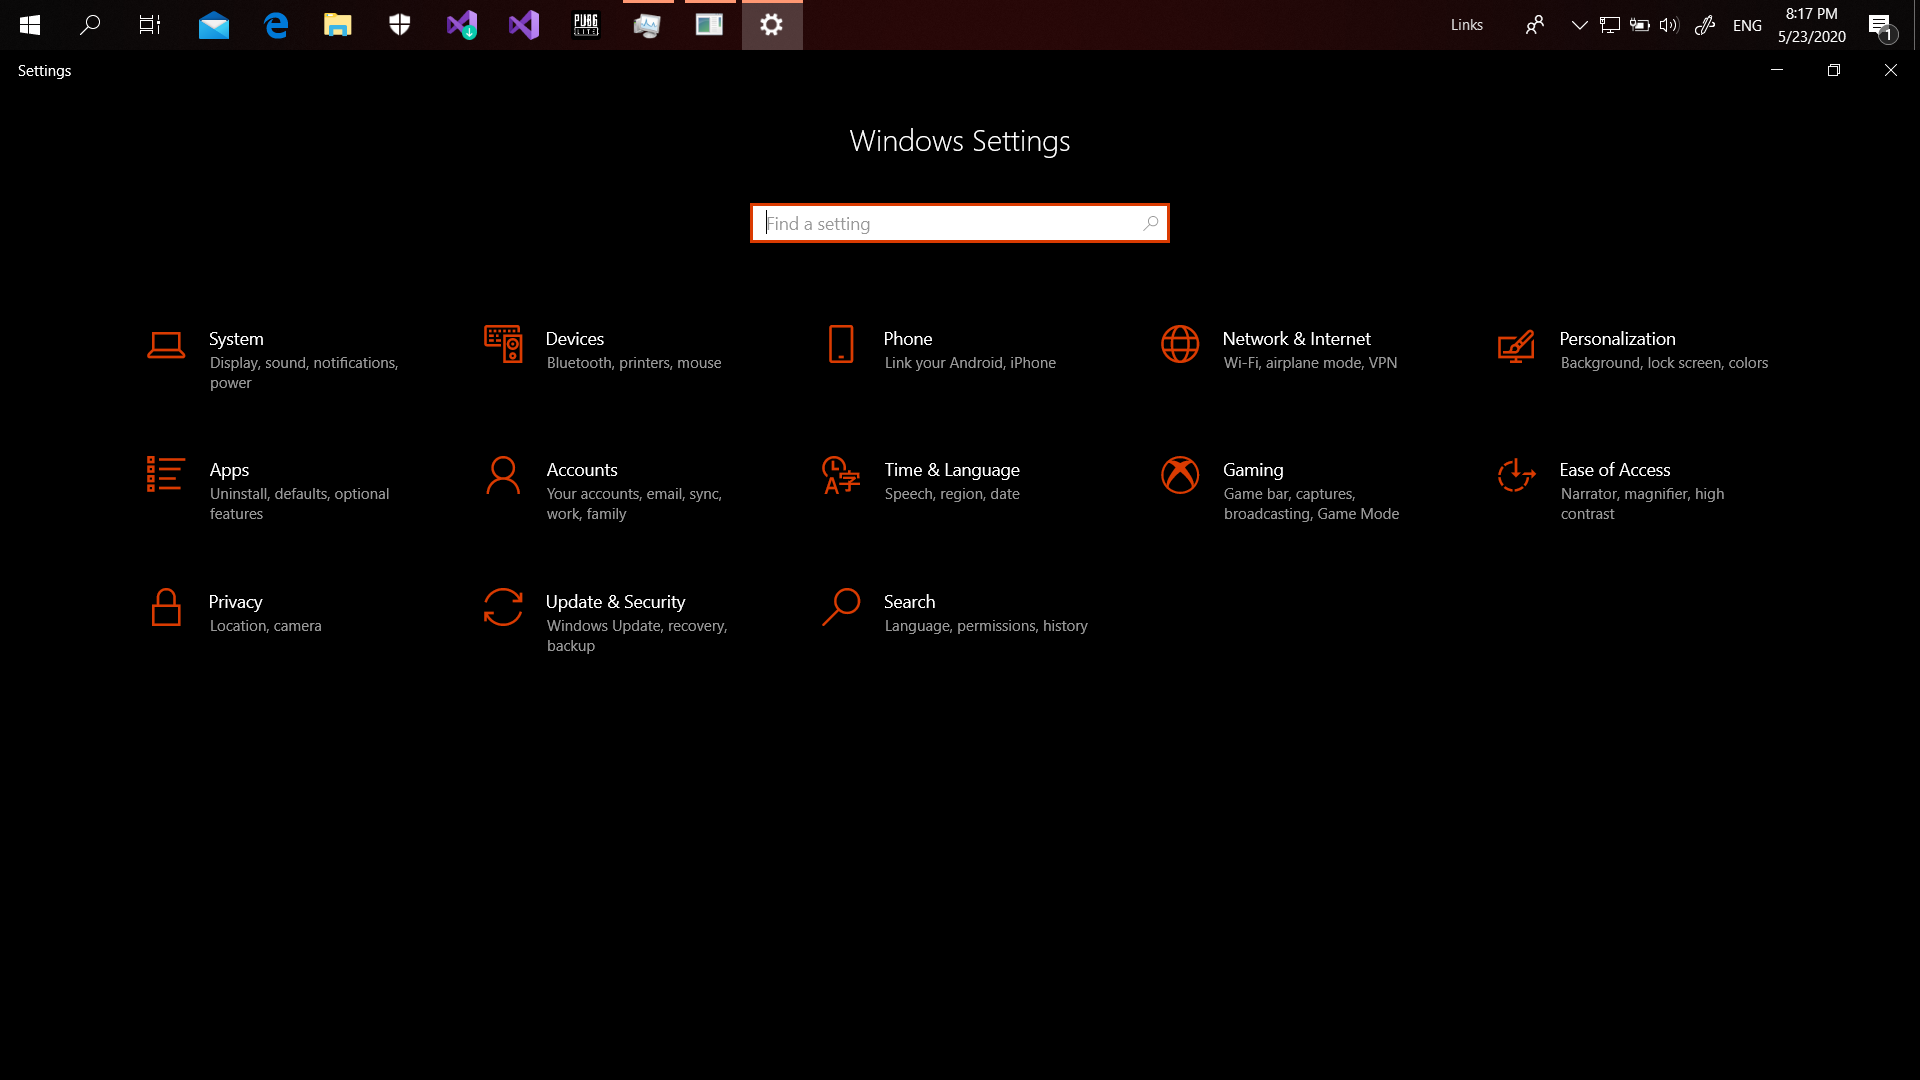 PUBG
LITE
Links
ENG
8:17 PM
5/23/2020
1
Settings
Windows Settings
Find a setting
System
Display, sound, notifications,
power
Devices
Bluetooth, printers, mouse
Phone
Link your Android, iPhone
Network & Internet
Wi-Fi, airplane mode, VPN
Personalization
Background, lock screen, colors
Apps
Uninstall, defaults, optional
features
Accounts
Your accounts, email, sync,
work, family
A字
Time & Language
Speech, region, date
Gaming
Game bar, captures,
broadcasting, Game Mode
Ease of Access
Narrator, magnifier, high
contrast
Privacy
Location, camera
Update & Security
Windows Update, recovery,
backup
Search
Language, permissions, history